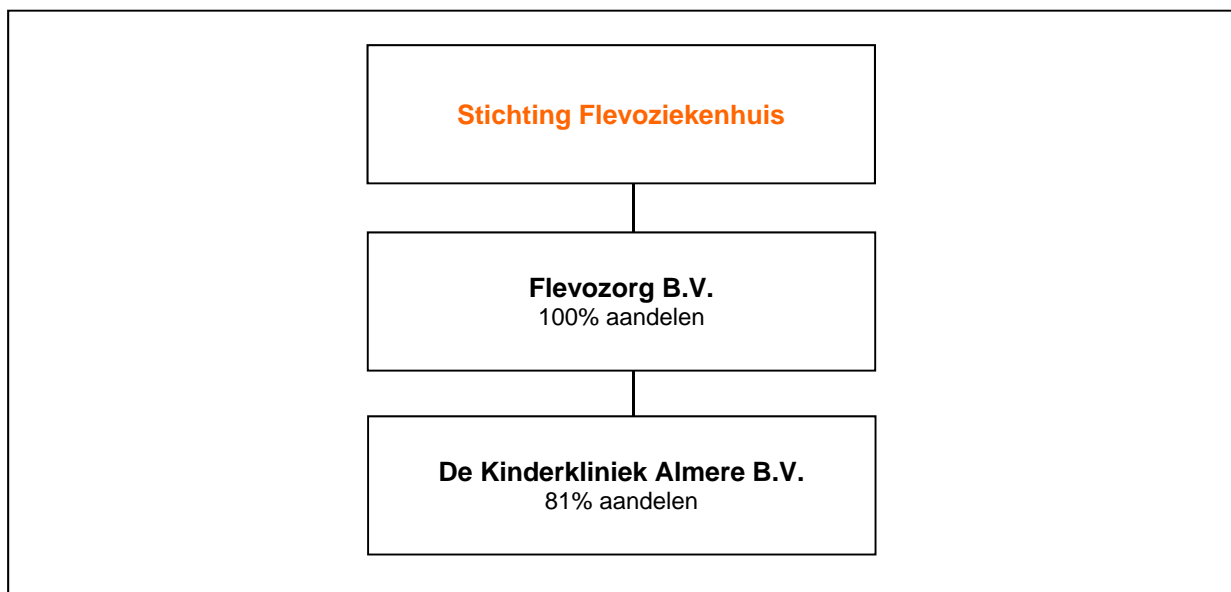 Stichting Flevoziekenhuis
Flevozorg B.V.
100% aandelen
De Kinderkliniek Almere B.V.
81% aandelen